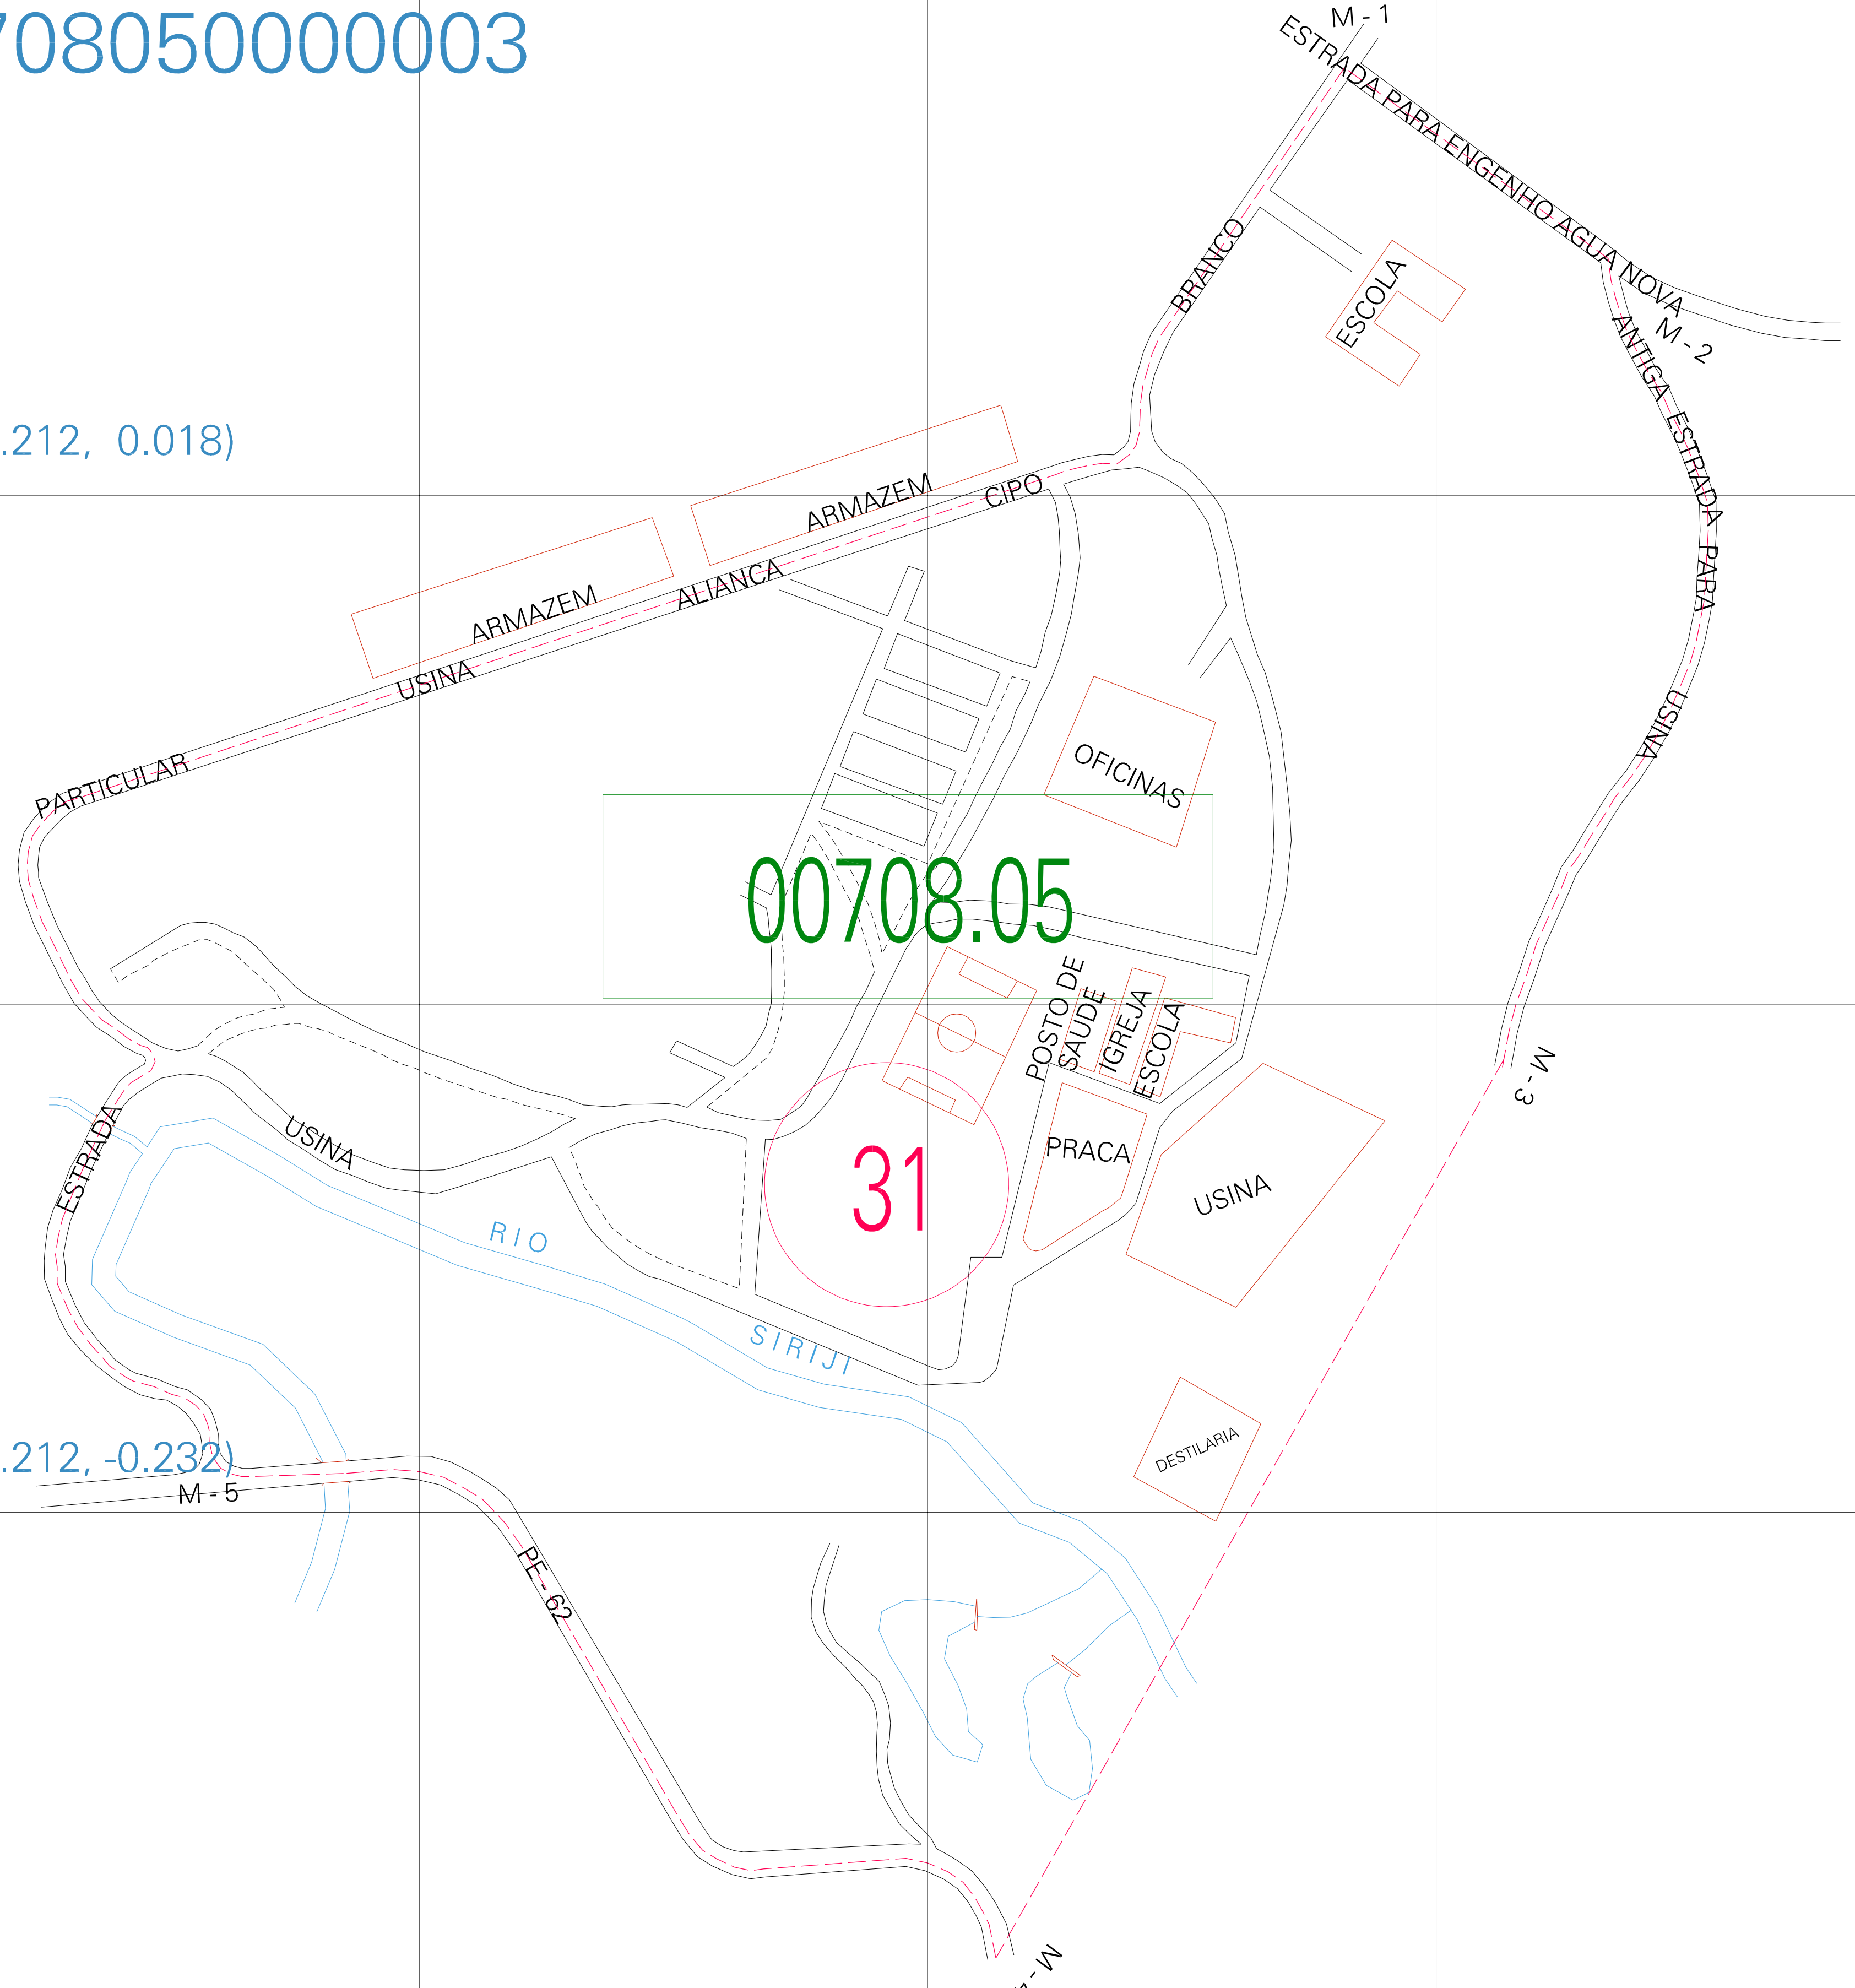 708050000003
M - 1
ESTRADA PARA ENGENHO AGUA NOVA
M - 2
BRANCO
ESCOLA
ANTIGA ESTRADA PARA USINA
.212, 0.018)
ARMAZEM
CIPO
ARMAZEM
ALIANCA
USINA
PARTICULAR
OFICINAS
00708.05
POSTO DE
SAUDE
IGREJA
ESCOLA
M - 3
ESTRADA
USINA
PRACA
31
USINA
RIO
SIRIJI
DESTILARIA
.212, -0.232)
M - 5
PE - 62